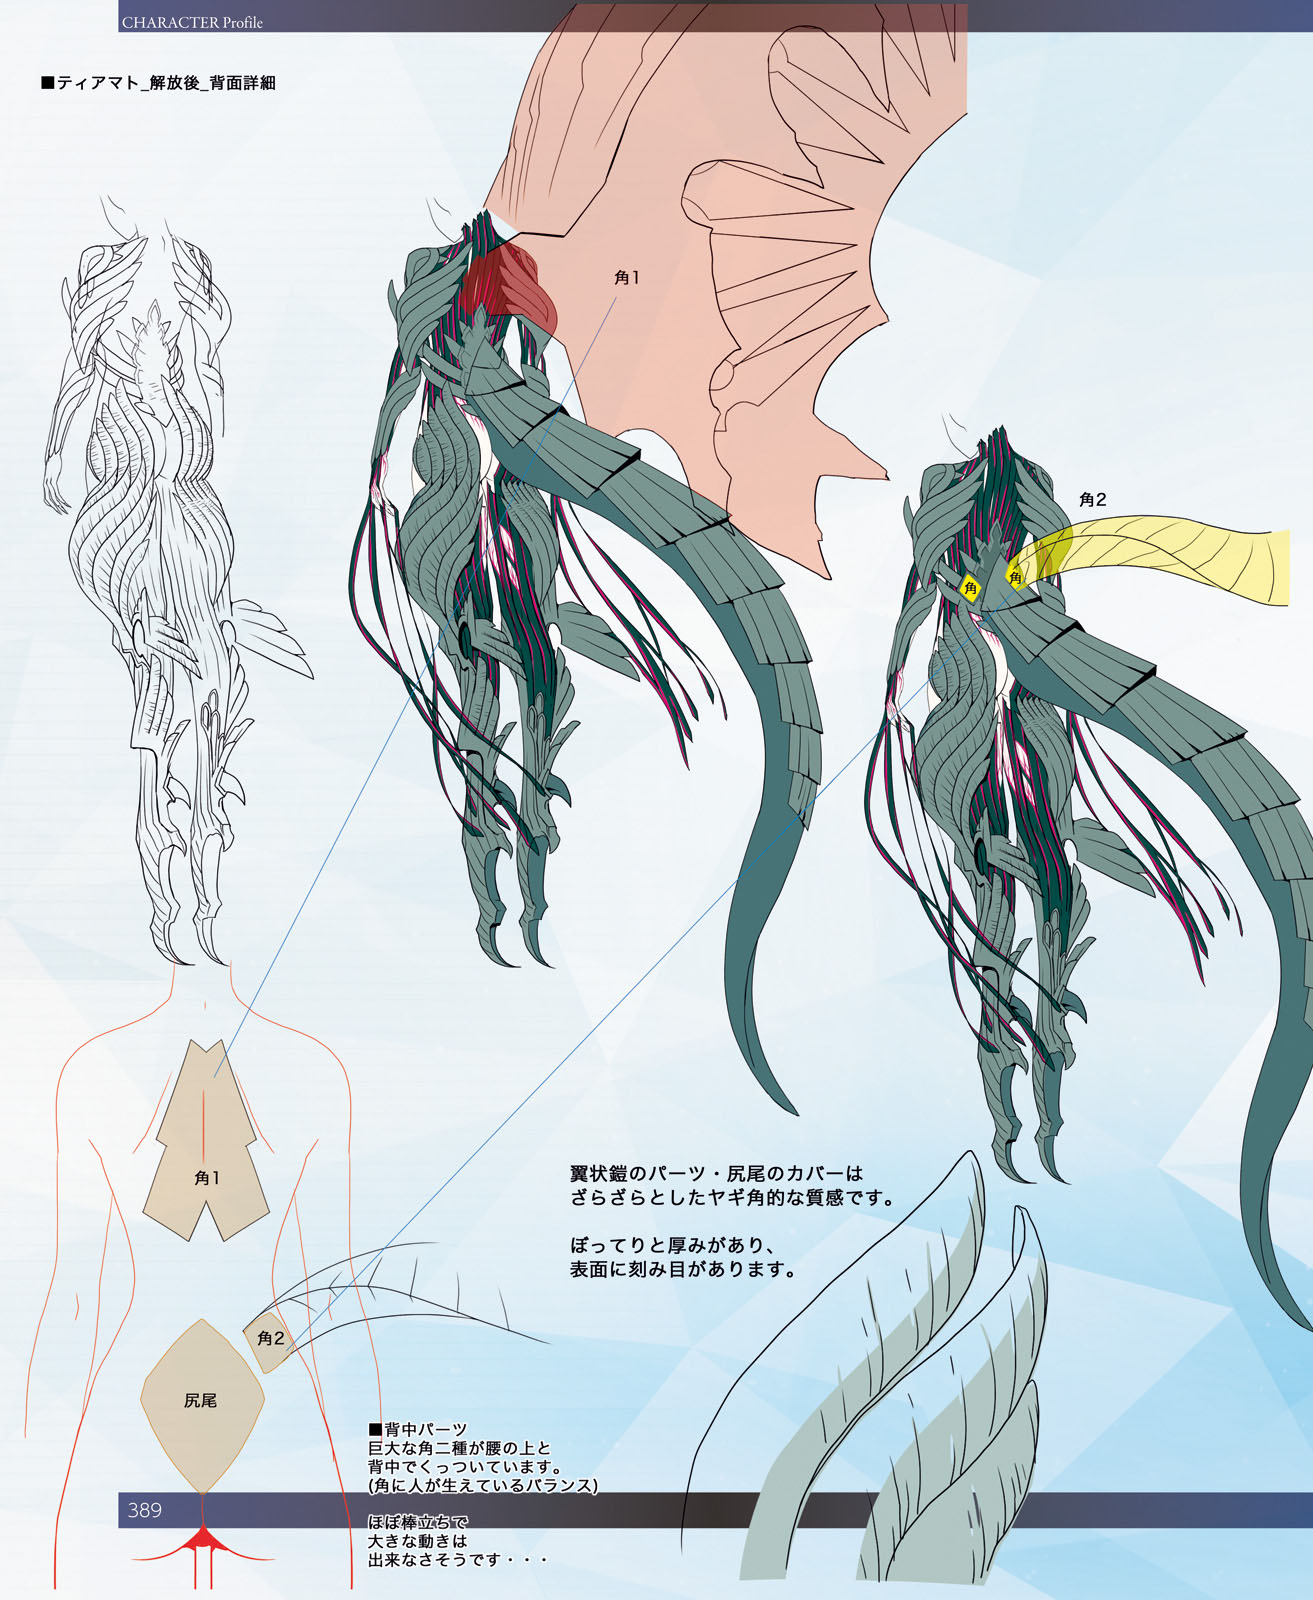 CHARACTER Profile
■ティアマト_解放後_背面詳細
角1
角2
角
角
角1
角2
尻尾
翼状鎧のパーツ・尻尾のカバーは
ざらざらとしたヤギ角的な質感です。
ぼってりと厚みがあり、
表面に刻み目があります。
■背中パーツ
巨大な角二種が腰の上と
背中でくっついています。
(角に人が生えているバランス)
ほぼ棒立ちで
大きな動きは
出来なさそうです・・・
389